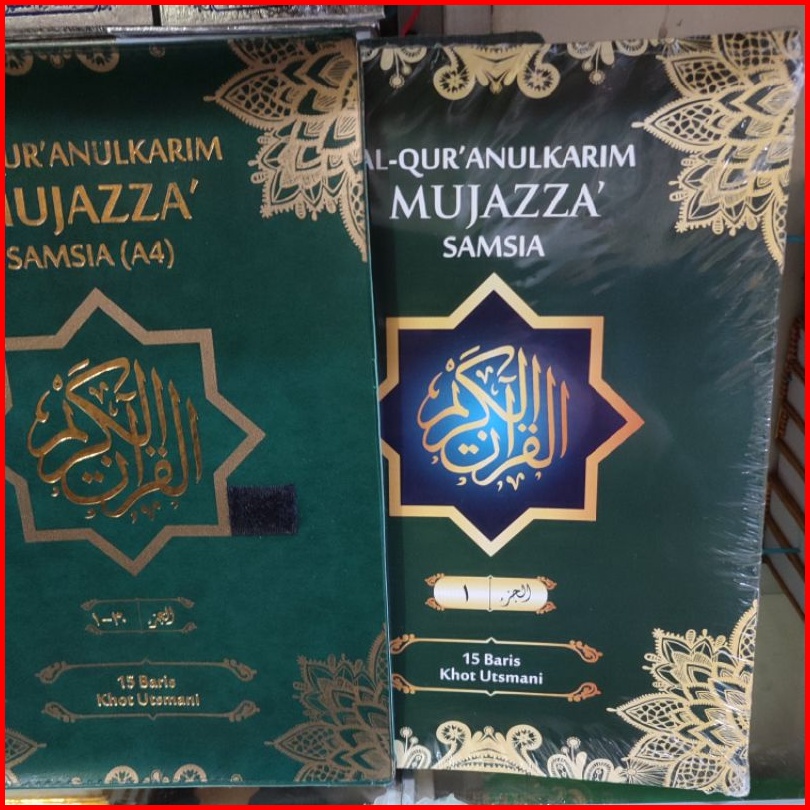 UR'ANULKARIM
MUJAZZA'
SAMSIA (A4)
القرآن الكريم
الجزء ٣٠-١
15 Baris
Khot Utsmani
AL-QUR'ANULKARIM
MUJAZZA'
SAMSIA
القرآن الكريم
الجزء ١
15 Baris
Khot Utsmani